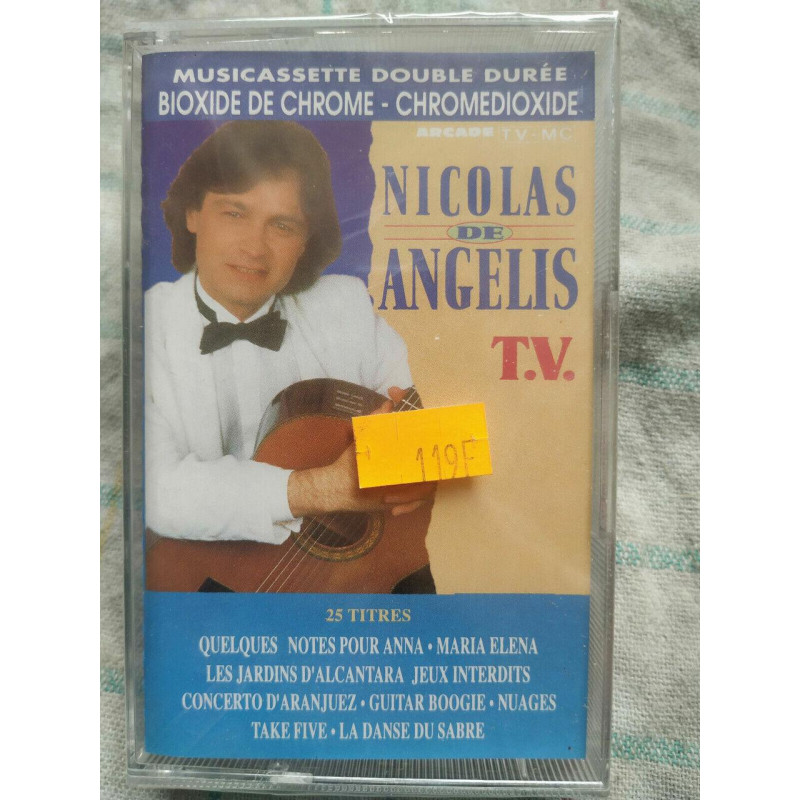 MUSICASSETTE DOUBLE DURÉE
BIOXIDE DE CHROME - CHROMEDIOXIDE
ARCADE TV-MC
NICOLAS
DE
ANGELIS
T.V.
119F
25 TITRES
QUELQUES NOTES POUR ANNA • MARIA ELENA
LES JARDINS D'ALCANTARA JEUX INTERDITS
CONCERTO D'ARANJUEZ • GUITAR BOOGIE • NUAGES
TAKE FIVE • LA DANSE DU SABRE